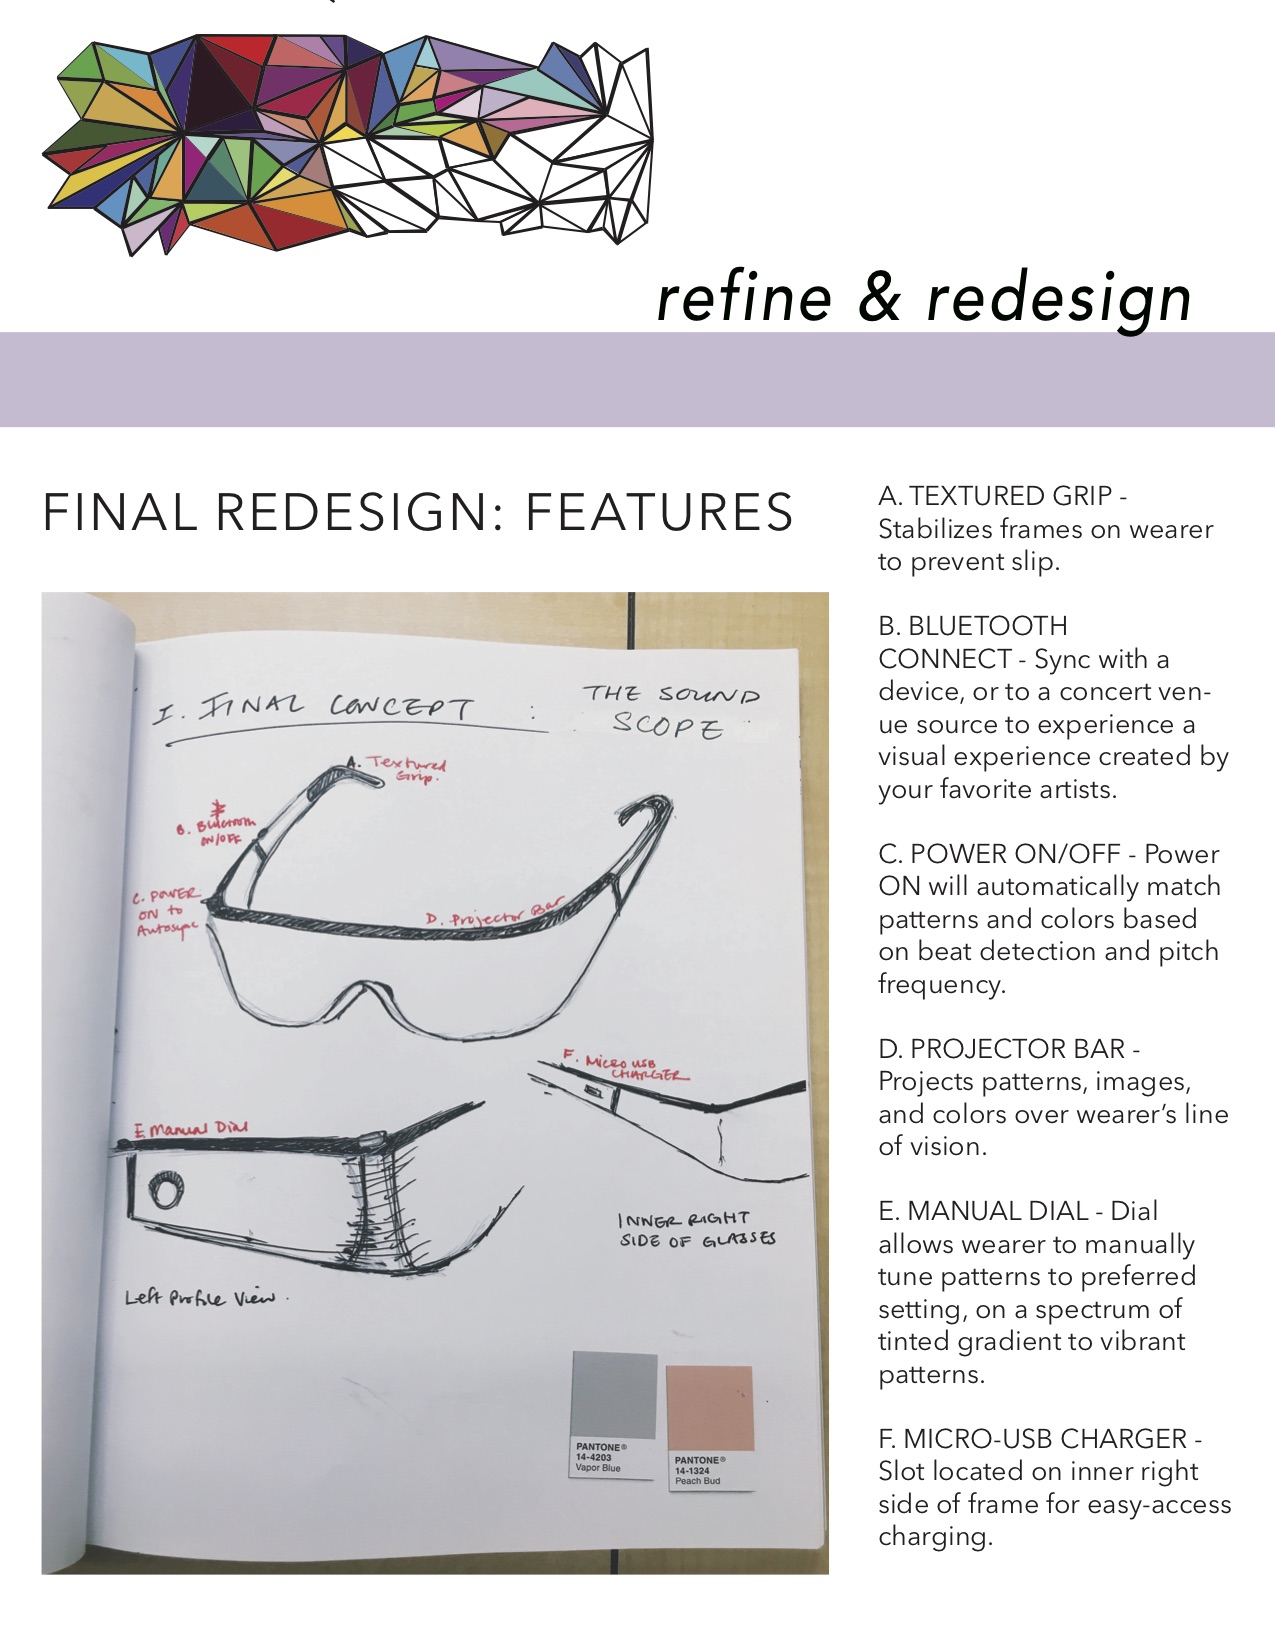 refine & redesign
FINAL REDESIGN: FEATURES
I. FINAL CONCEPT : THE SOUND
SCOPE
A. Textured
Grip.
B. Bluetooth
ON/OFF
C. POWER
ON to
Autosync
D. Projector Bar
F. MICRO USB
CHARGER
E. Manual Dial
INNER RIGHT
SIDE OF GLASSES
Left Profile View.
PANTONE®
14-4203
Vapor Blue
PANTONE®
14-1324
Peach Bud
A. TEXTURED GRIP -
Stabilizes frames on wearer
to prevent slip.
B. BLUETOOTH
CONNECT - Sync with a
device, or to a concert ven-
ue source to experience a
visual experience created by
your favorite artists.
C. POWER ON/OFF - Power
ON will automatically match
patterns and colors based
on beat detection and pitch
frequency.
D. PROJECTOR BAR -
Projects patterns, images,
and colors over wearer’s line
of vision.
E. MANUAL DIAL - Dial
allows wearer to manually
tune patterns to preferred
setting, on a spectrum of
tinted gradient to vibrant
patterns.
F. MICRO-USB CHARGER -
Slot located on inner right
side of frame for easy-access
charging.